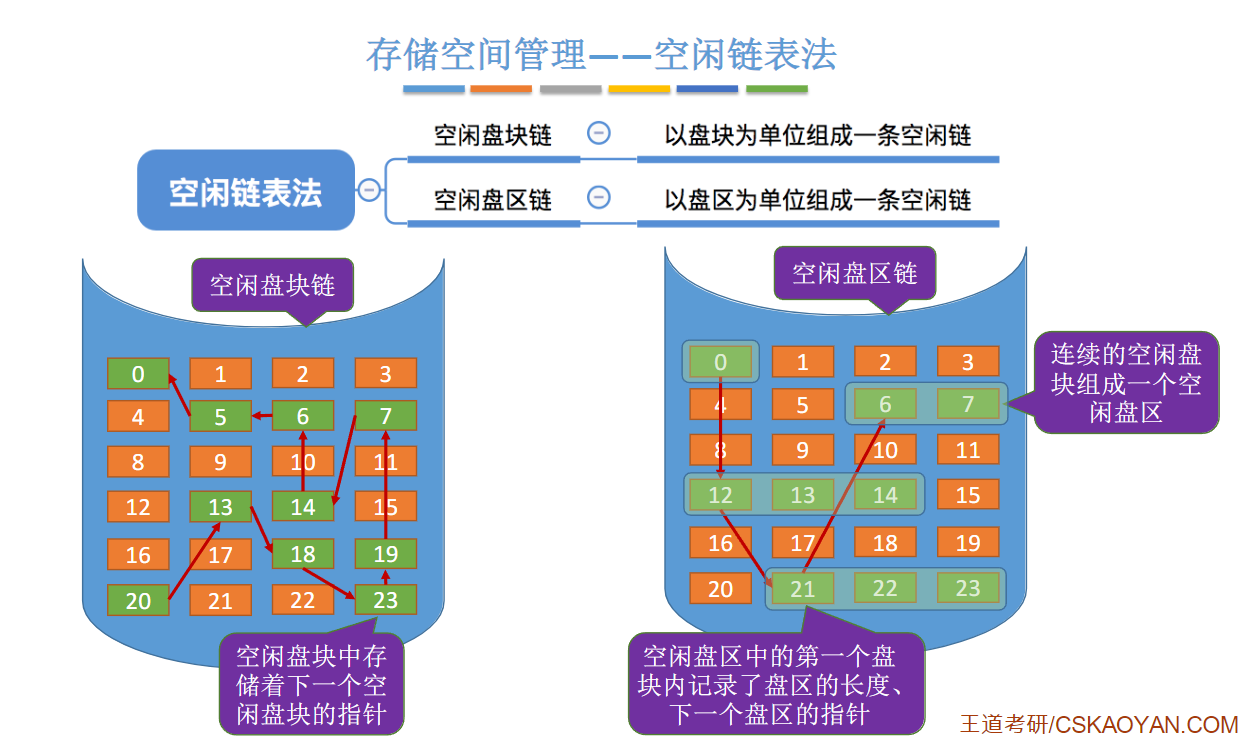 存储空间管理——空闲链表法
空闲链表法
空闲盘块链
以盘块为单位组成一条空闲链
空闲盘区链
以盘区为单位组成一条空闲链
空闲盘块链
0 1 2 3
4 5 6 7
8 9 10 11
12 13 14 15
16 17 18 19
20 21 22 23
空闲盘块中存
储着下一个空
闲盘块的指针
空闲盘区链
0 1 2 3
4 5 6 7
8 9 10 11
12 13 14 15
16 17 18 19
20 21 22 23
连续的空闲盘
块组成一个空
闲盘区
空闲盘区中的第一个盘
块内记录了盘区的长度、
下一个盘区的指针
王道考研/CSKAOYAN.COM